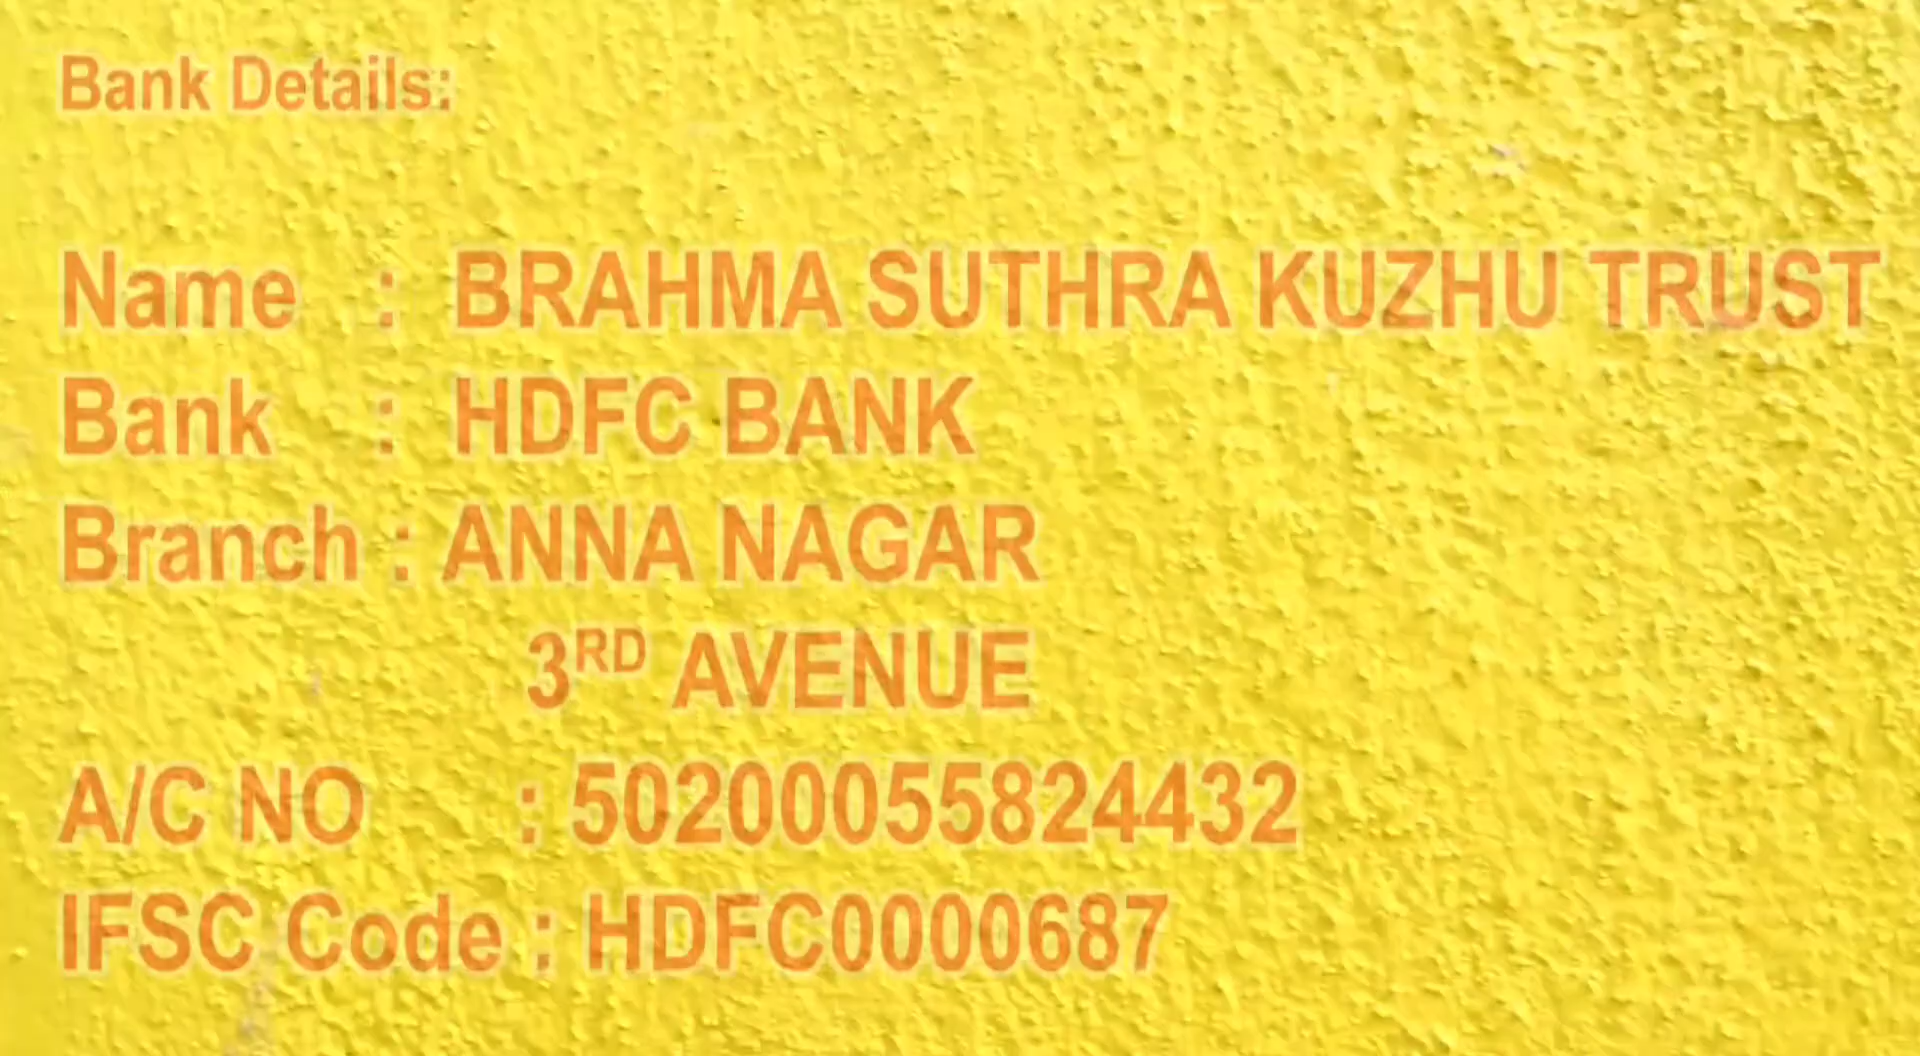 Bank Details:
Name : BRAHMA SUTHRA KUZHU TRUST
Bank : HDFC BANK
Branch : ANNA NAGAR
3RD AVENUE
A/C NO : 50200055824432
IFSC Code : HDFC0000687